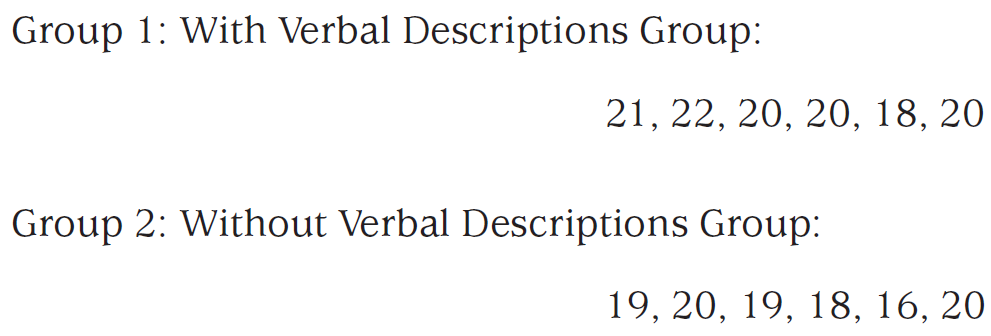 Group 1: With Verbal Descriptions Group:
21, 22, 20, 20, 18, 20
Group 2: Without Verbal Descriptions Group:
19, 20, 19, 18, 16, 20